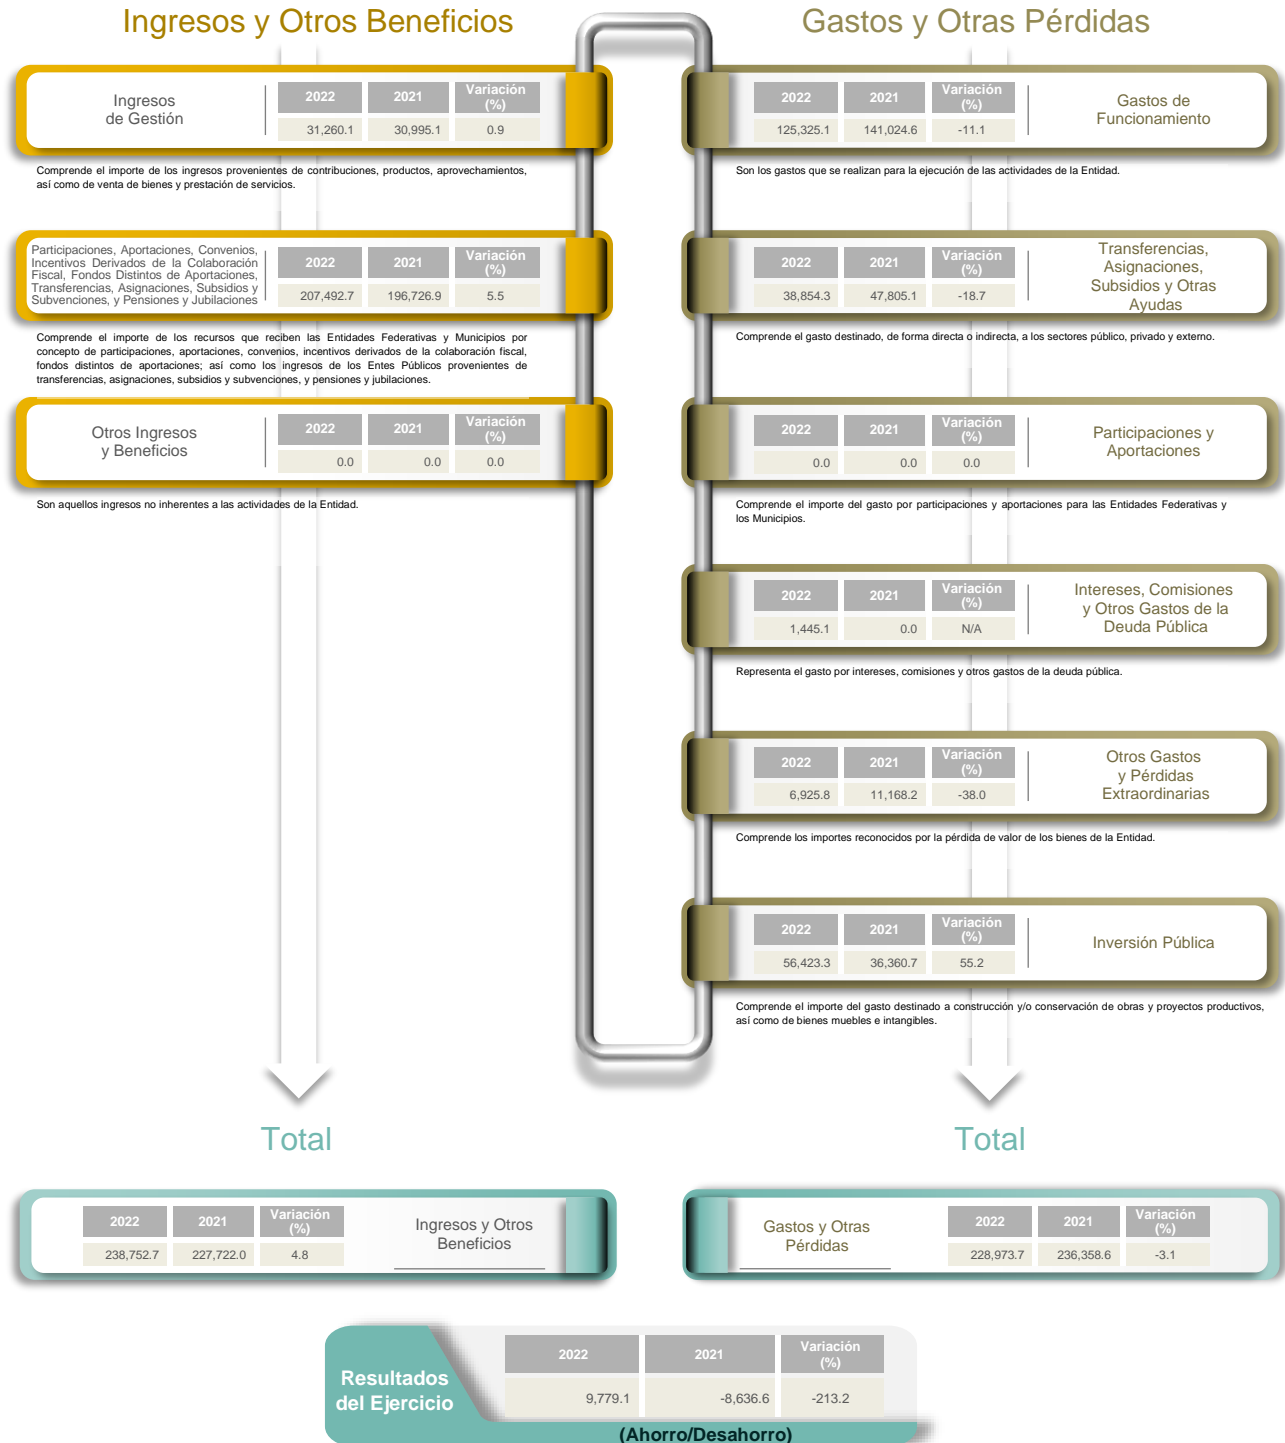 Ingresos y Otros Beneficios
Ingresos
de Gestión
2022 2021 Variación
(%)
31,260.1 30,995.1 0.9
Comprende el importe de los ingresos provenientes de contribuciones, productos, aprovechamientos,
así como de venta de bienes y prestación de servicios.
Participaciones, Aportaciones, Convenios,
Incentivos Derivados de la Colaboración
Fiscal, Fondos Distintos de Aportaciones,
Transferencias, Asignaciones, Subsidios y
Subvenciones, y Pensiones y Jubilaciones
2022 2021 Variación
(%)
207,492.7 196,726.9 5.5
Comprende el importe de los recursos que reciben las Entidades Federativas y Municipios por
concepto de participaciones, aportaciones, convenios, incentivos derivados de la colaboración fiscal,
fondos distintos de aportaciones; así como los ingresos de los Entes Públicos provenientes de
transferencias, asignaciones, subsidios y subvenciones, y pensiones y jubilaciones.
Otros Ingresos
y Beneficios
2022 2021 Variación
(%)
0.0 0.0 0.0
Son aquellos ingresos no inherentes a las actividades de la Entidad.
Total
2022 2021 Variación
(%)
238,752.7 227,722.0 4.8
Ingresos y Otros
Beneficios
Gastos y Otras Pérdidas
2022 2021 Variación
(%)
125,325.1 141,024.6 -11.1
Gastos de
Funcionamiento
Son los gastos que se realizan para la ejecución de las actividades de la Entidad.
2022 2021 Variación
(%)
38,854.3 47,805.1 -18.7
Transferencias,
Asignaciones,
Subsidios y Otras
Ayudas
Comprende el gasto destinado, de forma directa o indirecta, a los sectores público, privado y externo.
2022 2021 Variación
(%)
0.0 0.0 0.0
Participaciones y
Aportaciones
Comprende el importe del gasto por participaciones y aportaciones para las Entidades Federativas y
los Municipios.
2022 2021 Variación
(%)
1,445.1 0.0 N/A
Intereses, Comisiones
y Otros Gastos de la
Deuda Pública
Representa el gasto por intereses, comisiones y otros gastos de la deuda pública.
2022 2021 Variación
(%)
6,925.8 11,168.2 -38.0
Otros Gastos
y Pérdidas
Extraordinarias
Comprende los importes reconocidos por la pérdida de valor de los bienes de la Entidad.
2022 2021 Variación
(%)
56,423.3 36,360.7 55.2
Inversión Pública
Comprende el importe del gasto destinado a construcción y/o conservación de obras y proyectos productivos,
así como de bienes muebles e intangibles.
Total
Gastos y Otras
Pérdidas
2022 2021 Variación
(%)
228,973.7 236,358.6 -3.1
Resultados
del Ejercicio
2022 2021 Variación
(%)
9,779.1 -8,636.6 -213.2
(Ahorro/Desahorro)